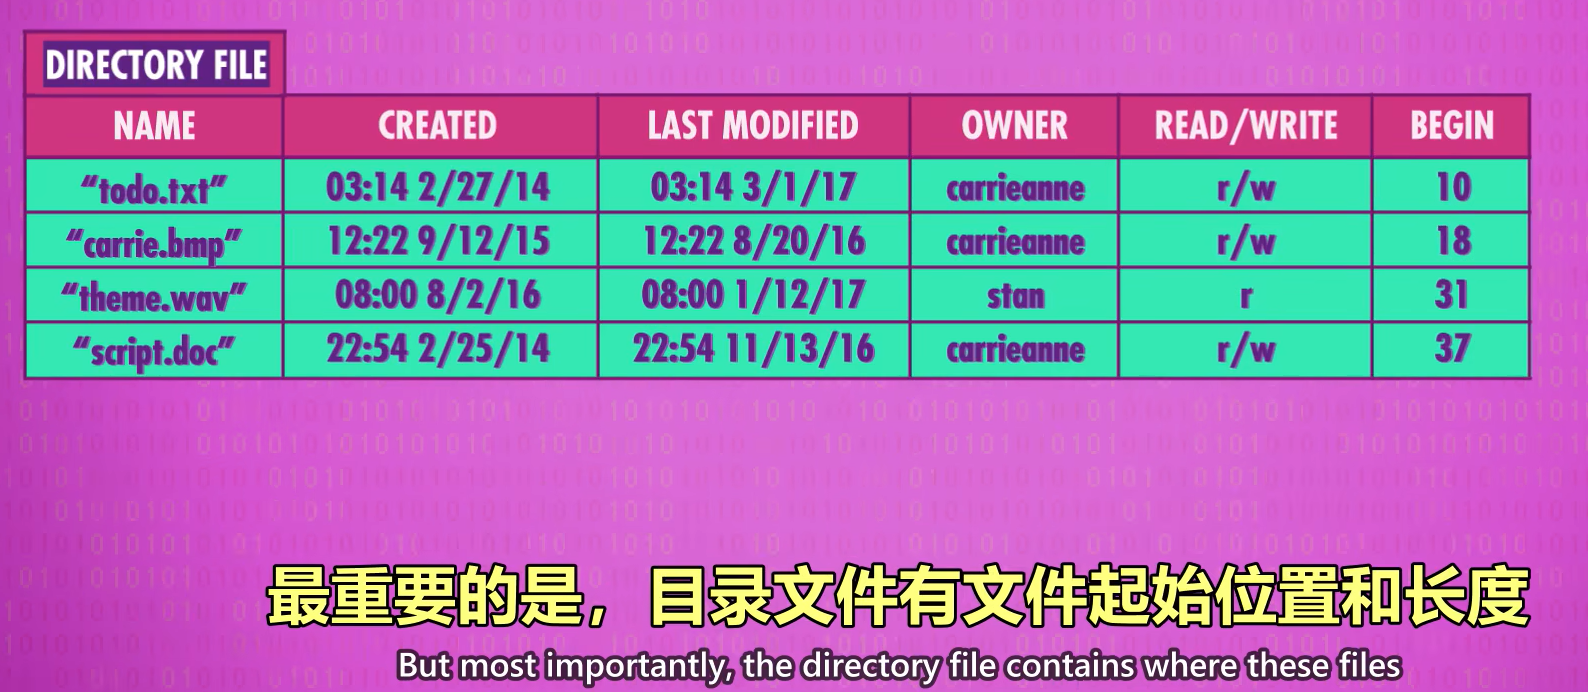 DIRECTORY FILE
NAME CREATED LAST MODIFIED OWNER READ/WRITE BEGIN
“todo.txt” 03:14 2/27/14 03:14 3/1/17 carrieanne r/w 10
“carrie.bmp” 12:22 9/12/15 12:22 8/20/16 carrieanne r/w 18
“theme.wav” 08:00 8/2/16 08:00 1/12/17 stan r 31
“script.doc” 22:54 2/25/14 22:54 11/13/16 carrieanne r/w 37
最重要的是，目录文件有文件起始位置和长度
But most importantly, the directory file contains where these files